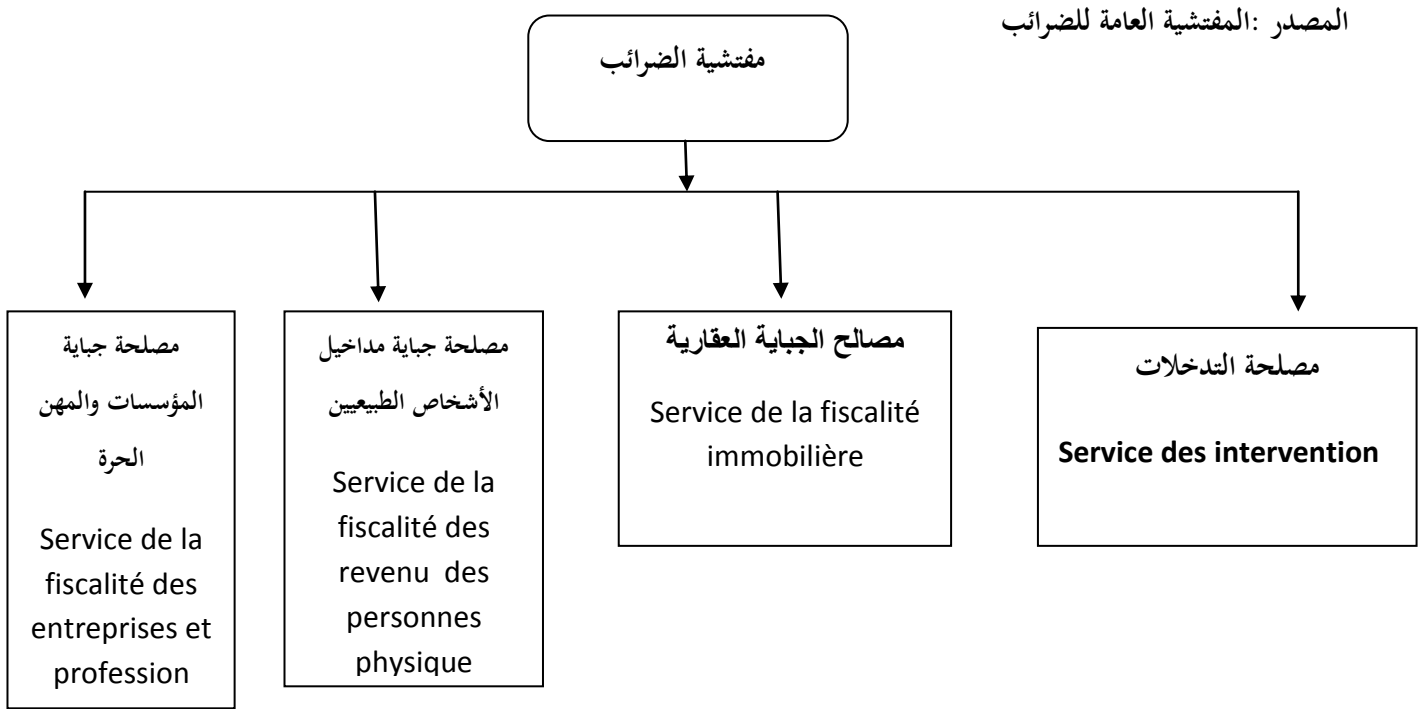 المصدر :المفتشية العامة للضرائب
مفتشية الضرائب
مصلحة التدخلات
Service des intervention
مصالح الجباية العقارية
Service de la fiscalité
immobilière
مصلحة جباية مداخيل
الأشخاص الطبيعيين
Service de la
fiscalité des
revenu des
personnes
physique
مصلحة جباية
المؤسسات والمهن
الحرة
Service de la
fiscalité des
entreprises et
profession